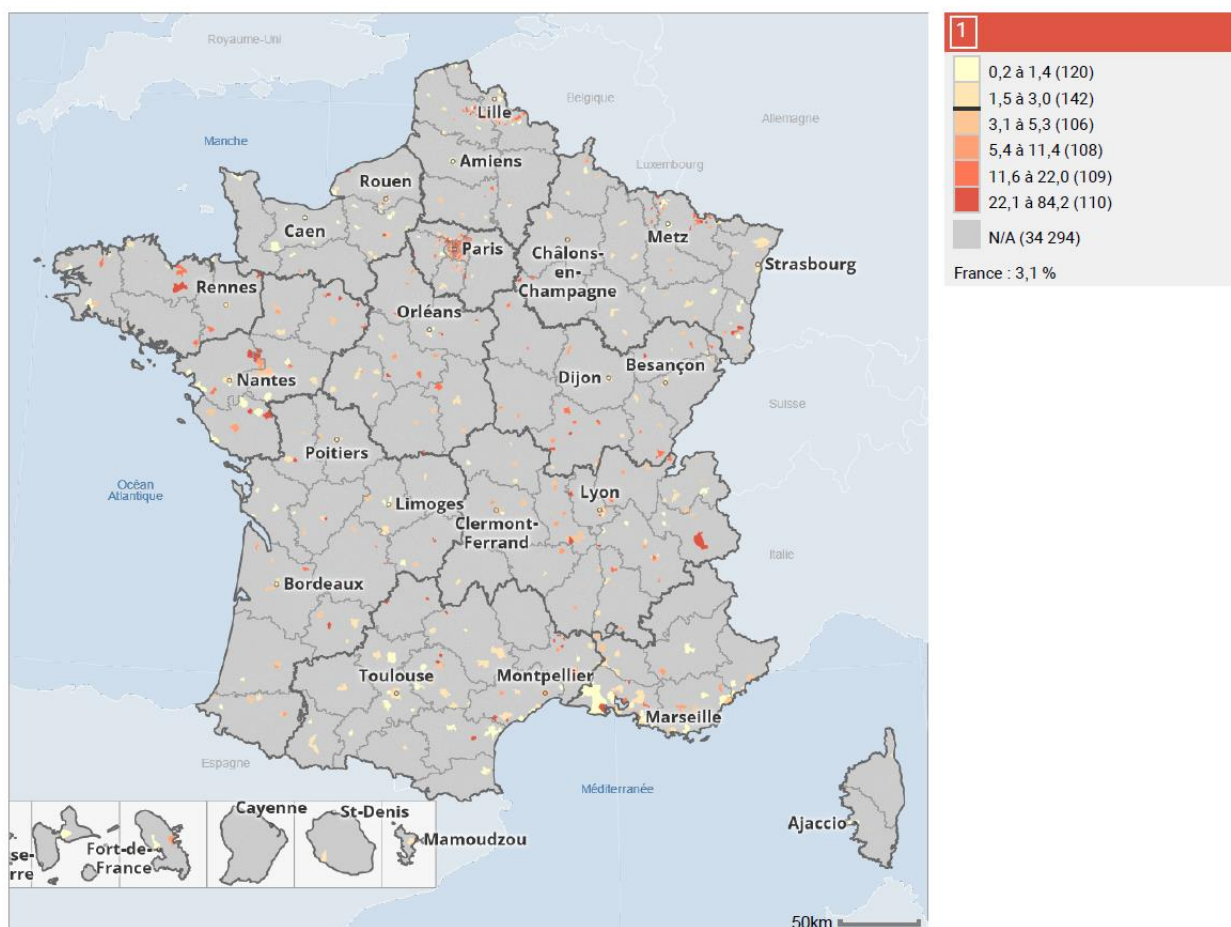 Royaume-Uni
Belgique
Allemagne
Luxembourg
Manche
Lille
Amiens
Rouen
Caen
Paris
Châlons-
en-
Champagne
Metz
Strasbourg
Rennes
Orléans
Nantes
Dijon
Besançon
Suisse
Poitiers
Océan
Atlantique
Limoges
Clermont-
Ferrand
Lyon
Italie
Bordeaux
Toulouse
Montpellier
Marseille
Espagne
Méditerranée
Ajaccio
se-
rre
Fort-de-
France
Cayenne
St-Denis
Mamoudzou
50km
1
0,2 à 1,4 (120)
1,5 à 3,0 (142)
3,1 à 5,3 (106)
5,4 à 11,4 (108)
11,6 à 22,0 (109)
22,1 à 84,2 (110)
N/A (34 294)
France : 3,1 %